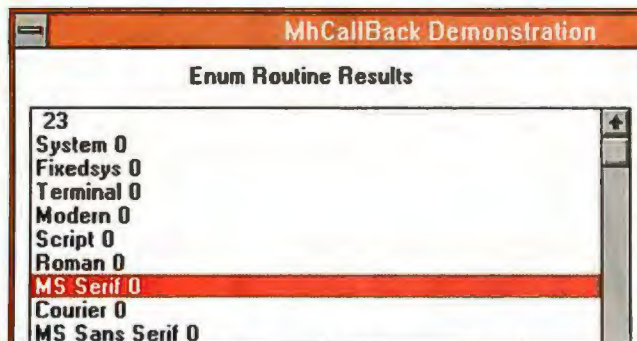 MhCallBack Demonstration
Enum Routine Results
23
System 0
Fixedsys 0
Terminal 0
Modern 0
Script 0
Roman 0
MS Serif 0
Courier 0
MS Sans Serif 0